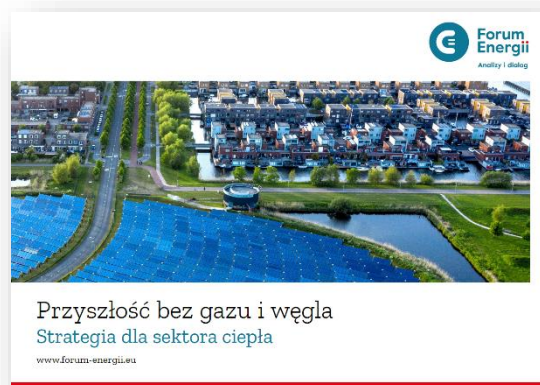 Forum
Energii
Analizy i dialog
Przyszłość bez gazu i węgla
Strategia dla sektora ciepła
www.forum-energii.eu